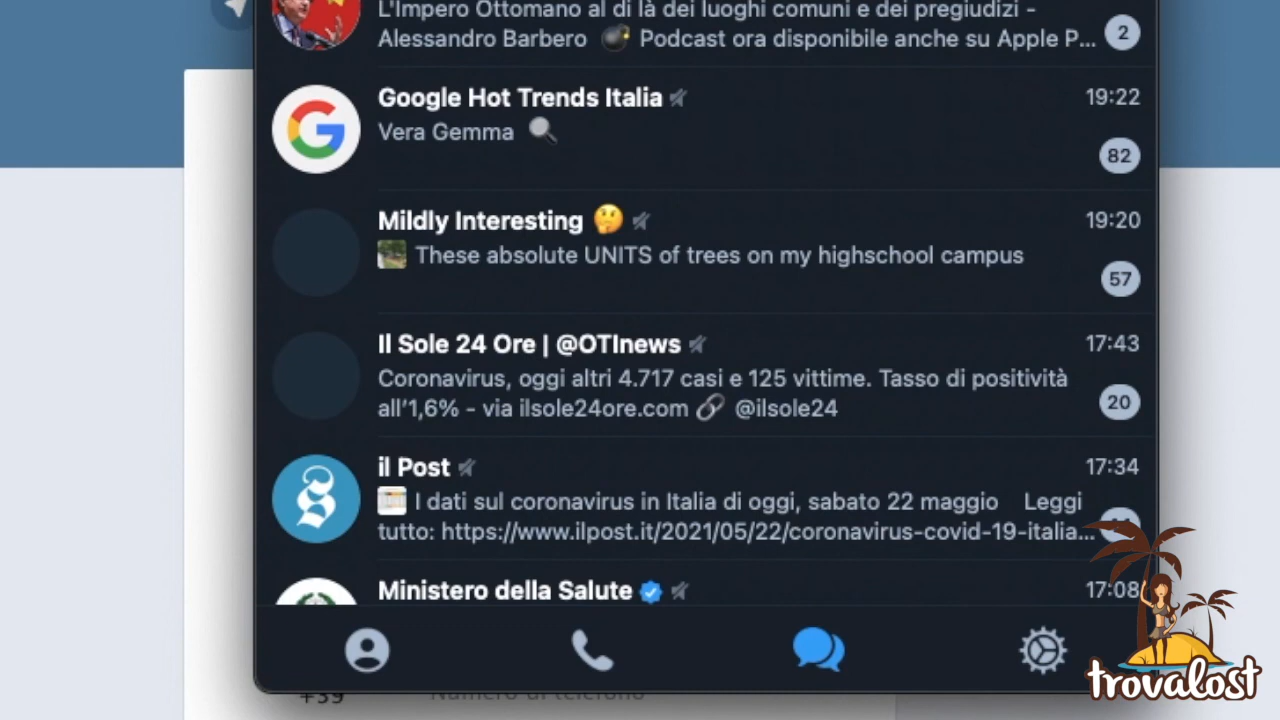 L'Impero Ottomano al di là dei luoghi comuni e dei pregiudizi -
Alessandro Barbero 💣 Podcast ora disponibile anche su Apple P...
2
Google Hot Trends Italia
19:22
Vera Gemma 🔍
82
Mildly Interesting 🤔
19:20
These absolute UNITS of trees on my highschool campus
57
Il Sole 24 Ore | @OTInews
17:43
Coronavirus, oggi altri 4.717 casi e 125 vittime. Tasso di positività
all'1,6% - via ilsole24ore.com 🔗 @ilsole24
20
il Post
17:34
I dati sul coronavirus in Italia di oggi, sabato 22 maggio Leggi
tutto: https://www.ilpost.it/2021/05/22/coronavirus-covid-19-italia...
Ministero della Salute
17:08
+39
Numero di telefono
trovalost